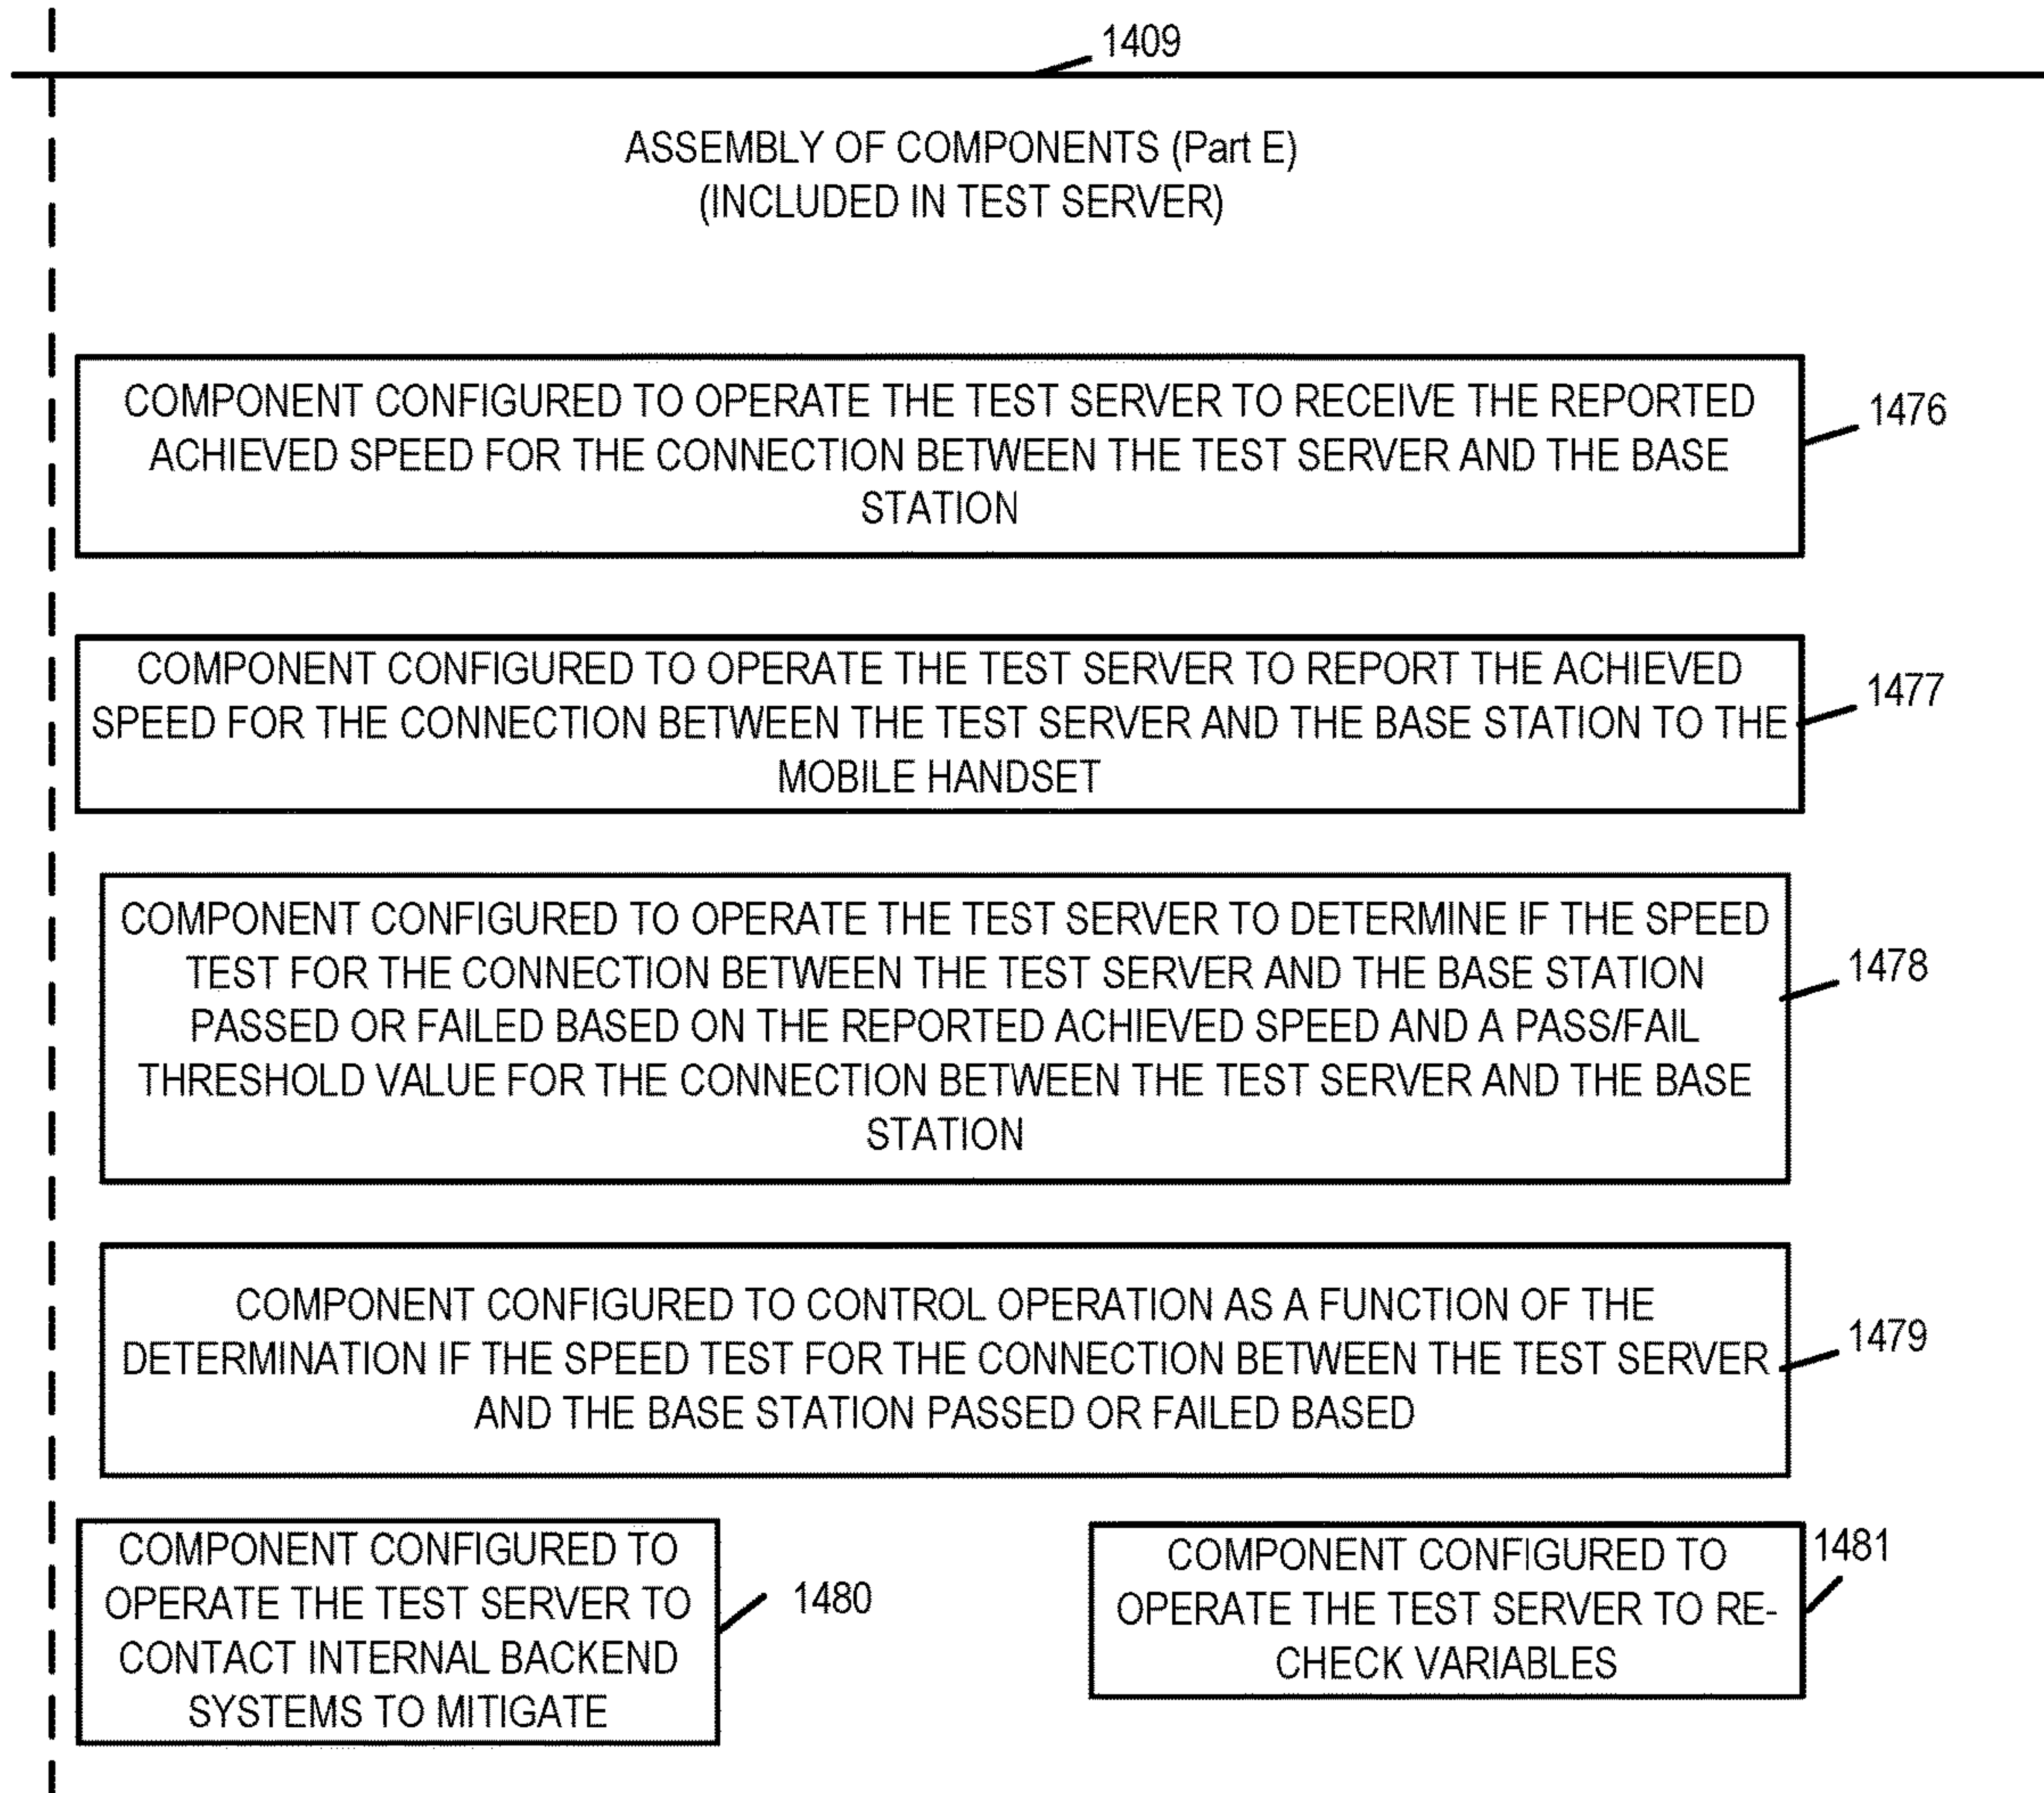 1409
ASSEMBLY OF COMPONENTS (Part E)
(INCLUDED IN TEST SERVER)
COMPONENT CONFIGURED TO OPERATE THE TEST SERVER TO RECEIVE THE REPORTED
ACHIEVED SPEED FOR THE CONNECTION BETWEEN THE TEST SERVER AND THE BASE
STATION
1476
COMPONENT CONFIGURED TO OPERATE THE TEST SERVER TO REPORT THE ACHIEVED
SPEED FOR THE CONNECTION BETWEEN THE TEST SERVER AND THE BASE STATION TO THE
MOBILE HANDSET
1477
COMPONENT CONFIGURED TO OPERATE THE TEST SERVER TO DETERMINE IF THE SPEED
TEST FOR THE CONNECTION BETWEEN THE TEST SERVER AND THE BASE STATION
PASSED OR FAILED BASED ON THE REPORTED ACHIEVED SPEED AND A PASS/FAIL
THRESHOLD VALUE FOR THE CONNECTION BETWEEN THE TEST SERVER AND THE BASE
STATION
1478
COMPONENT CONFIGURED TO CONTROL OPERATION AS A FUNCTION OF THE
DETERMINATION IF THE SPEED TEST FOR THE CONNECTION BETWEEN THE TEST SERVER
AND THE BASE STATION PASSED OR FAILED BASED
1479
COMPONENT CONFIGURED TO
OPERATE THE TEST SERVER TO
CONTACT INTERNAL BACKEND
SYSTEMS TO MITIGATE
1480
COMPONENT CONFIGURED TO
OPERATE THE TEST SERVER TO RE-
CHECK VARIABLES
1481